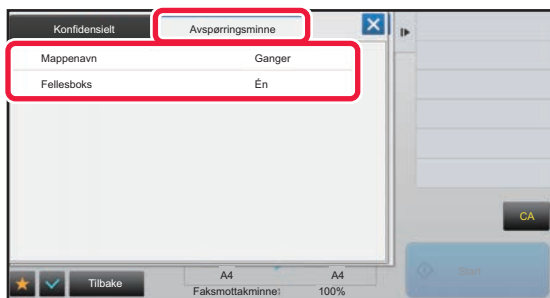 Konfidensielt Avspørringsminne
Mappenavn Ganger
Fellesboks Én
CA
Tilbake
A4 A4
Start
Faksmottakminne: 100%